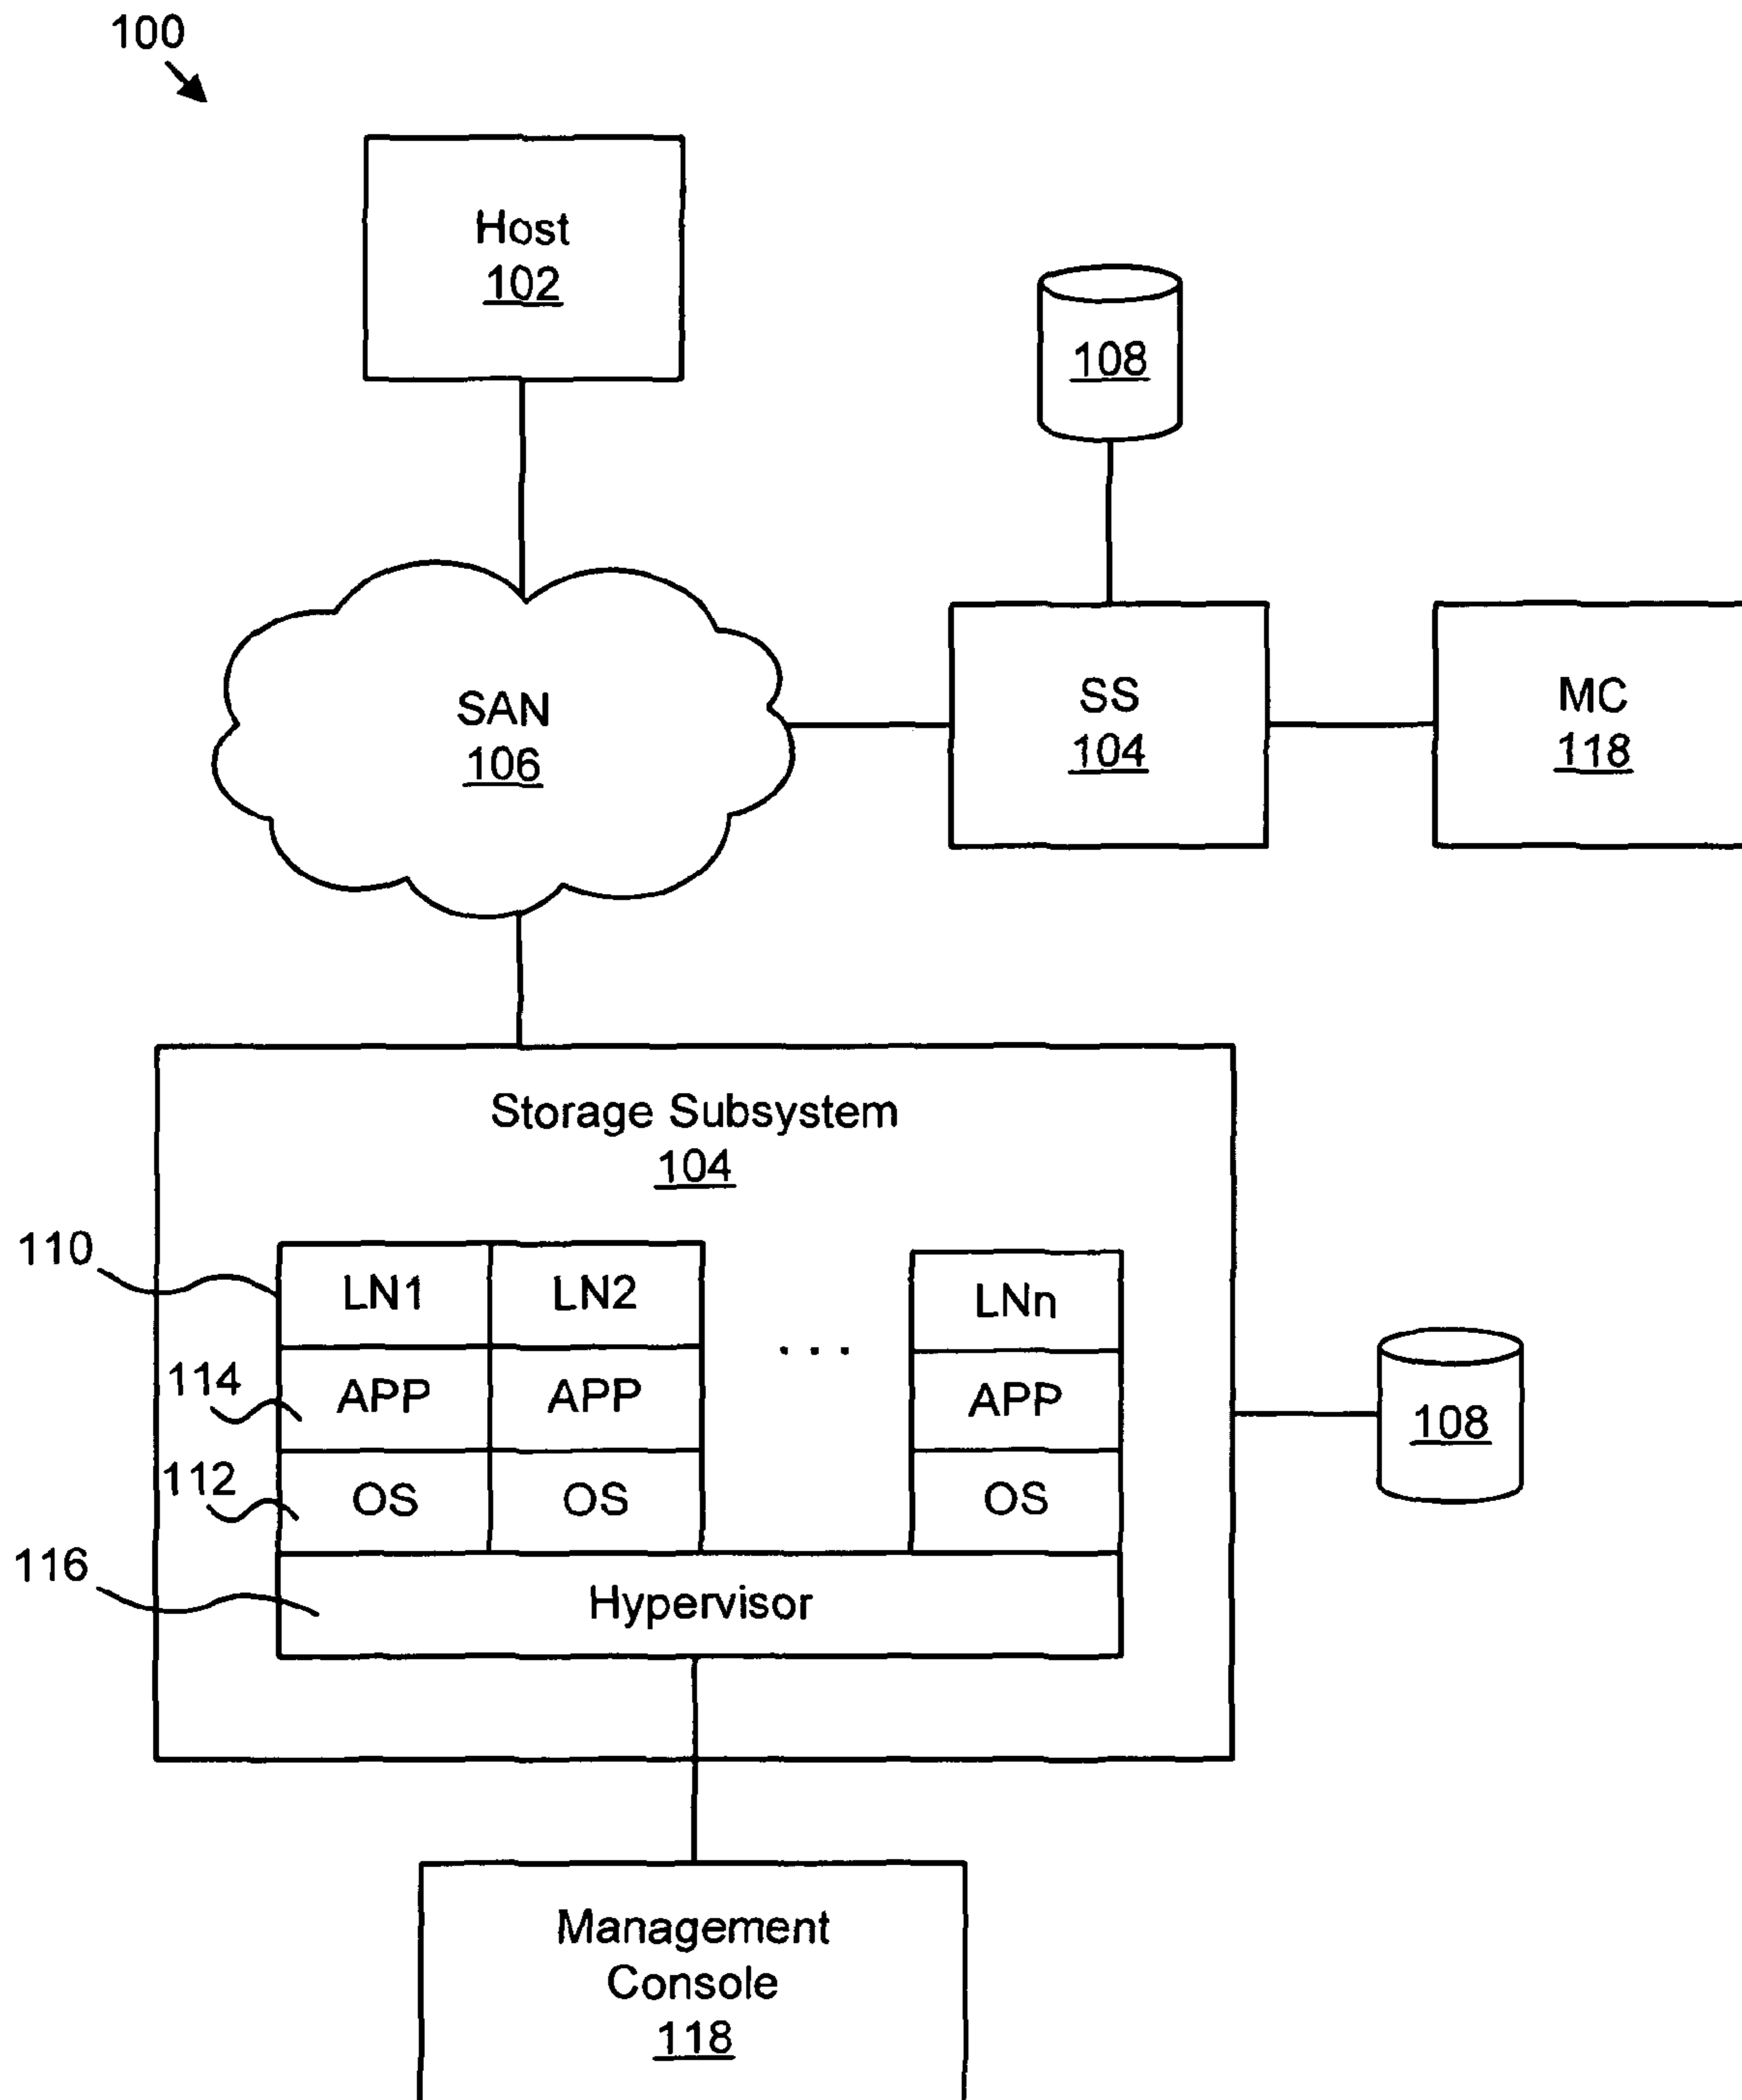 100
Host
102
108
SAN
106
SS
104
MC
118
Storage Subsystem
104
110
LN1 LN2 LNn
...
114
APP APP APP
108
112
OS OS OS
116
Hypervisor
Management
Console
118